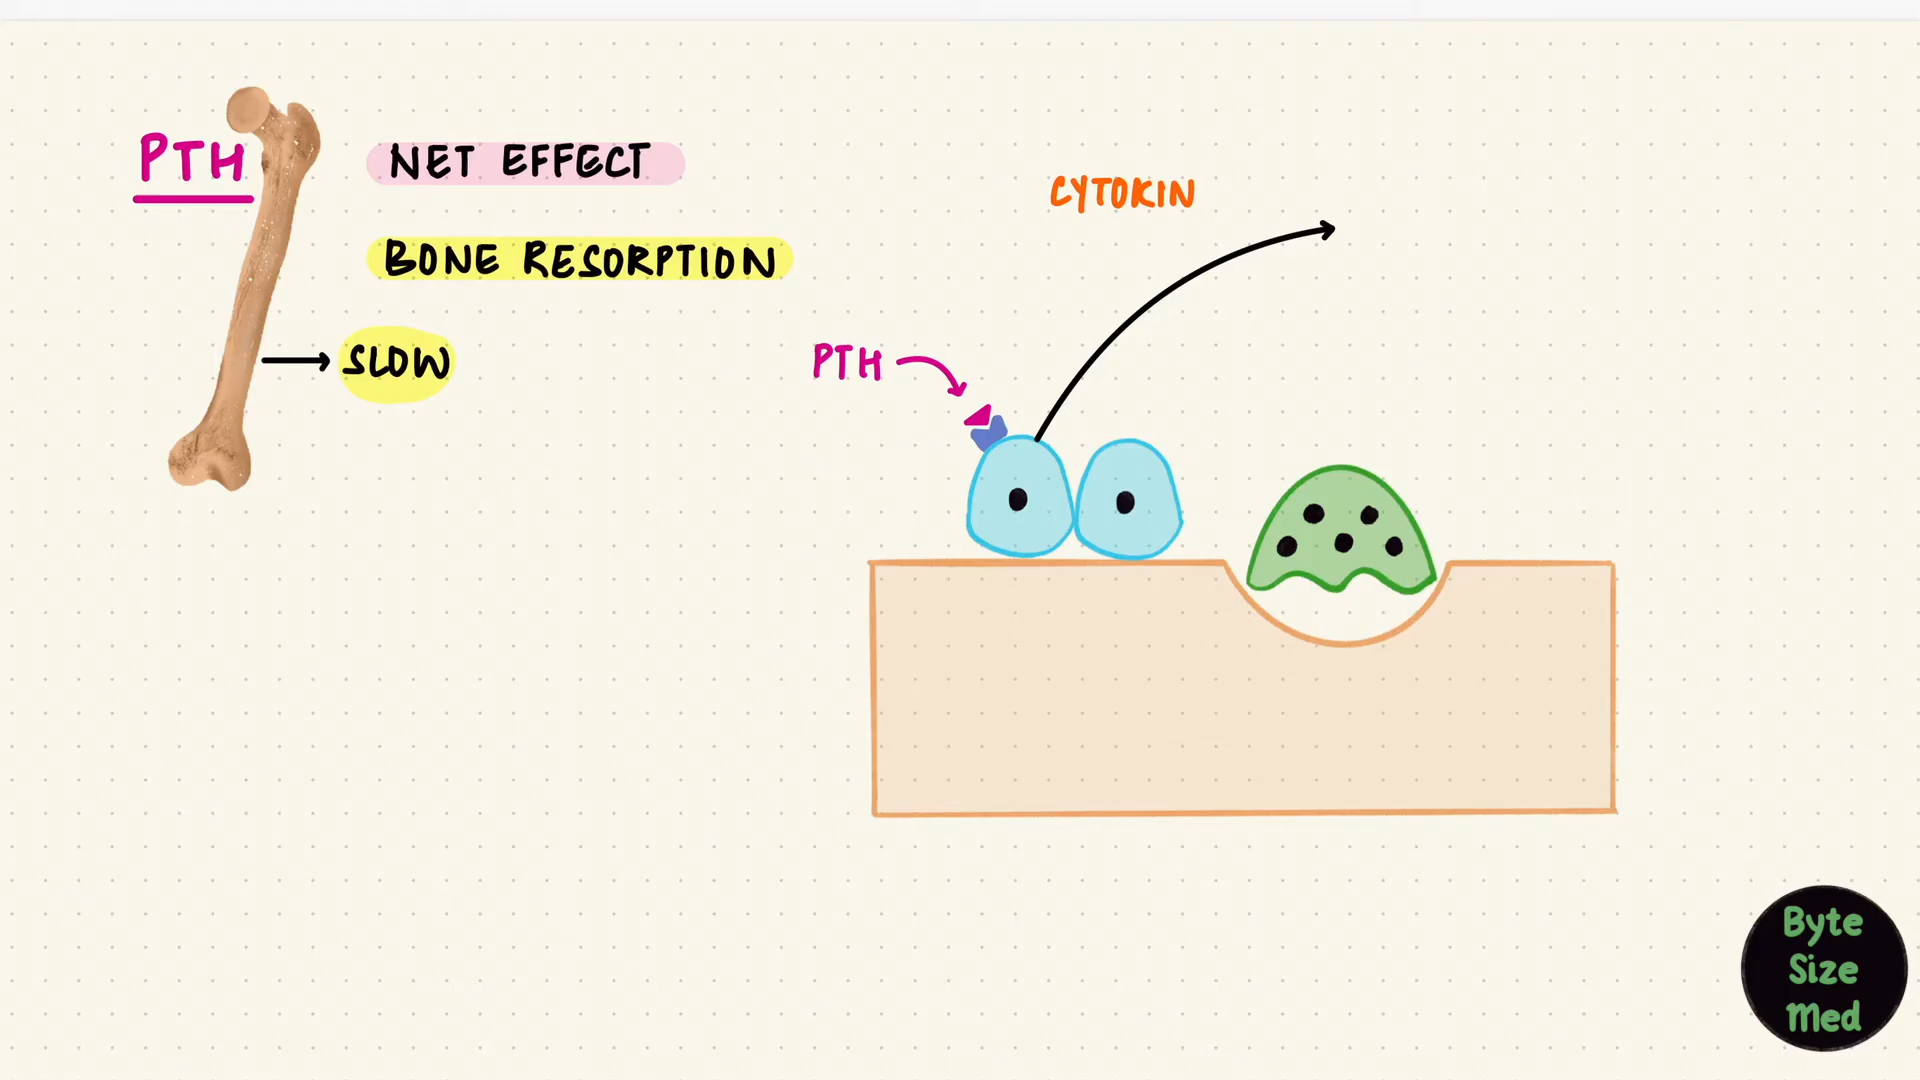 PTH
NET EFFECT
BONE RESORPTION
SLOW
CYTOKIN
PTH
Byte
Size
Med